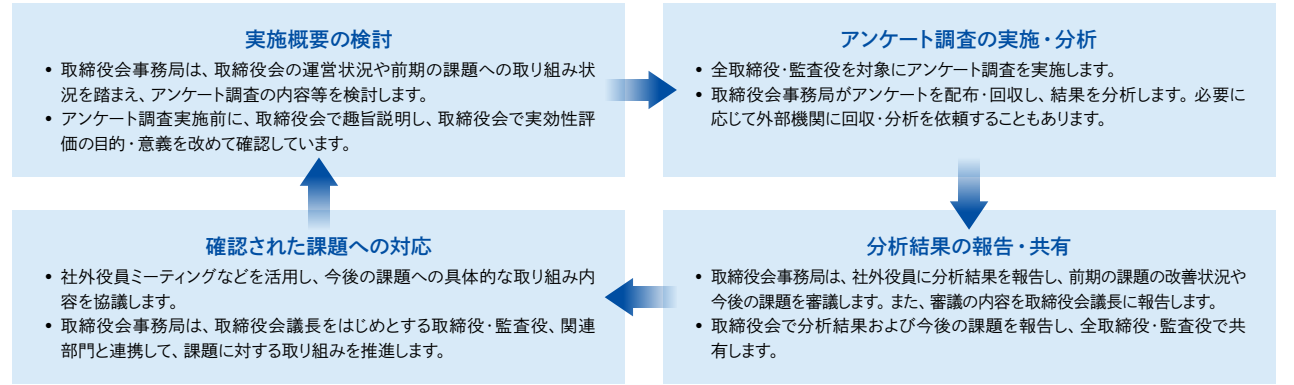 実施概要の検討
• 取締役会事務局は、取締役会の運営状況や前期の課題への取り組み状
況を踏まえ、アンケート調査の内容等を検討します。
• アンケート調査実施前に、取締役会で趣旨説明し、取締役会で実効性評
価の目的・意義を改めて確認しています。
アンケート調査の実施・分析
• 全取締役・監査役を対象にアンケート調査を実施します。
• 取締役会事務局がアンケートを配布・回収し、結果を分析します。必要に
応じて外部機関に回収・分析を依頼することもあります。
確認された課題への対応
• 社外役員ミーティングなどを活用し、今後の課題への具体的な取り組み内
容を協議します。
• 取締役会事務局は、取締役会議長をはじめとする取締役・監査役、関連
部門と連携して、課題に対する取り組みを推進します。
分析結果の報告・共有
• 取締役会事務局は、社外役員に分析結果を報告し、前期の課題の改善状況や
今後の課題を審議します。また、審議の内容を取締役会議長に報告します。
• 取締役会で分析結果および今後の課題を報告し、全取締役・監査役で共
有します。